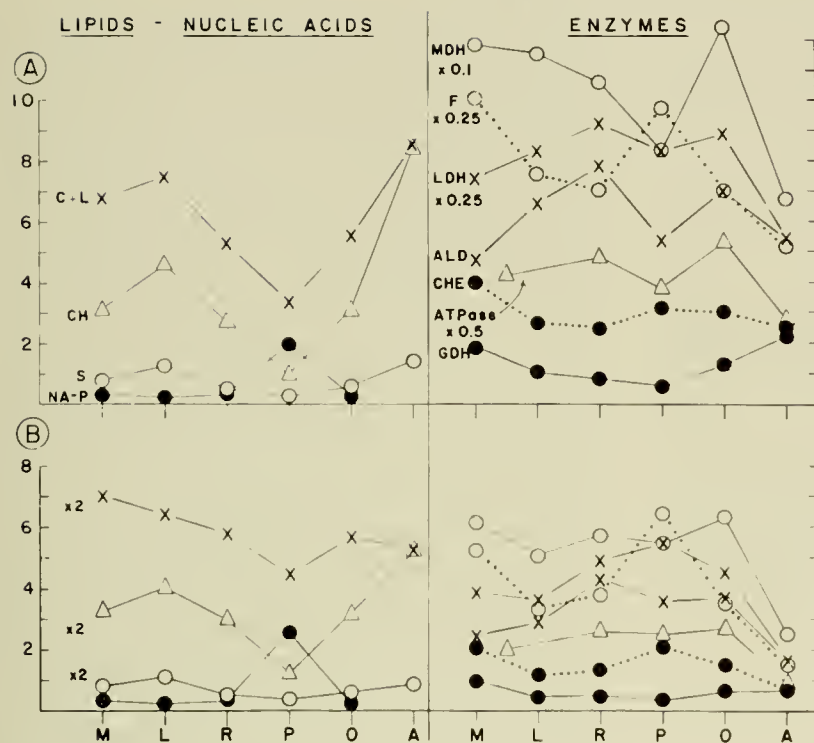 LIPIDS - NUCLEIC ACIDS
ENZYMES
A
10
8
6
4
2
C+L
CH
S
NA-P
MDH
x 0.1
F
x 0.25
LDH
x 0.25
ALD
CHE
ATPase
x 0.5
GDH
B
8
6
4
2
x2
x2
x2
M L R P O A
M L R P O A